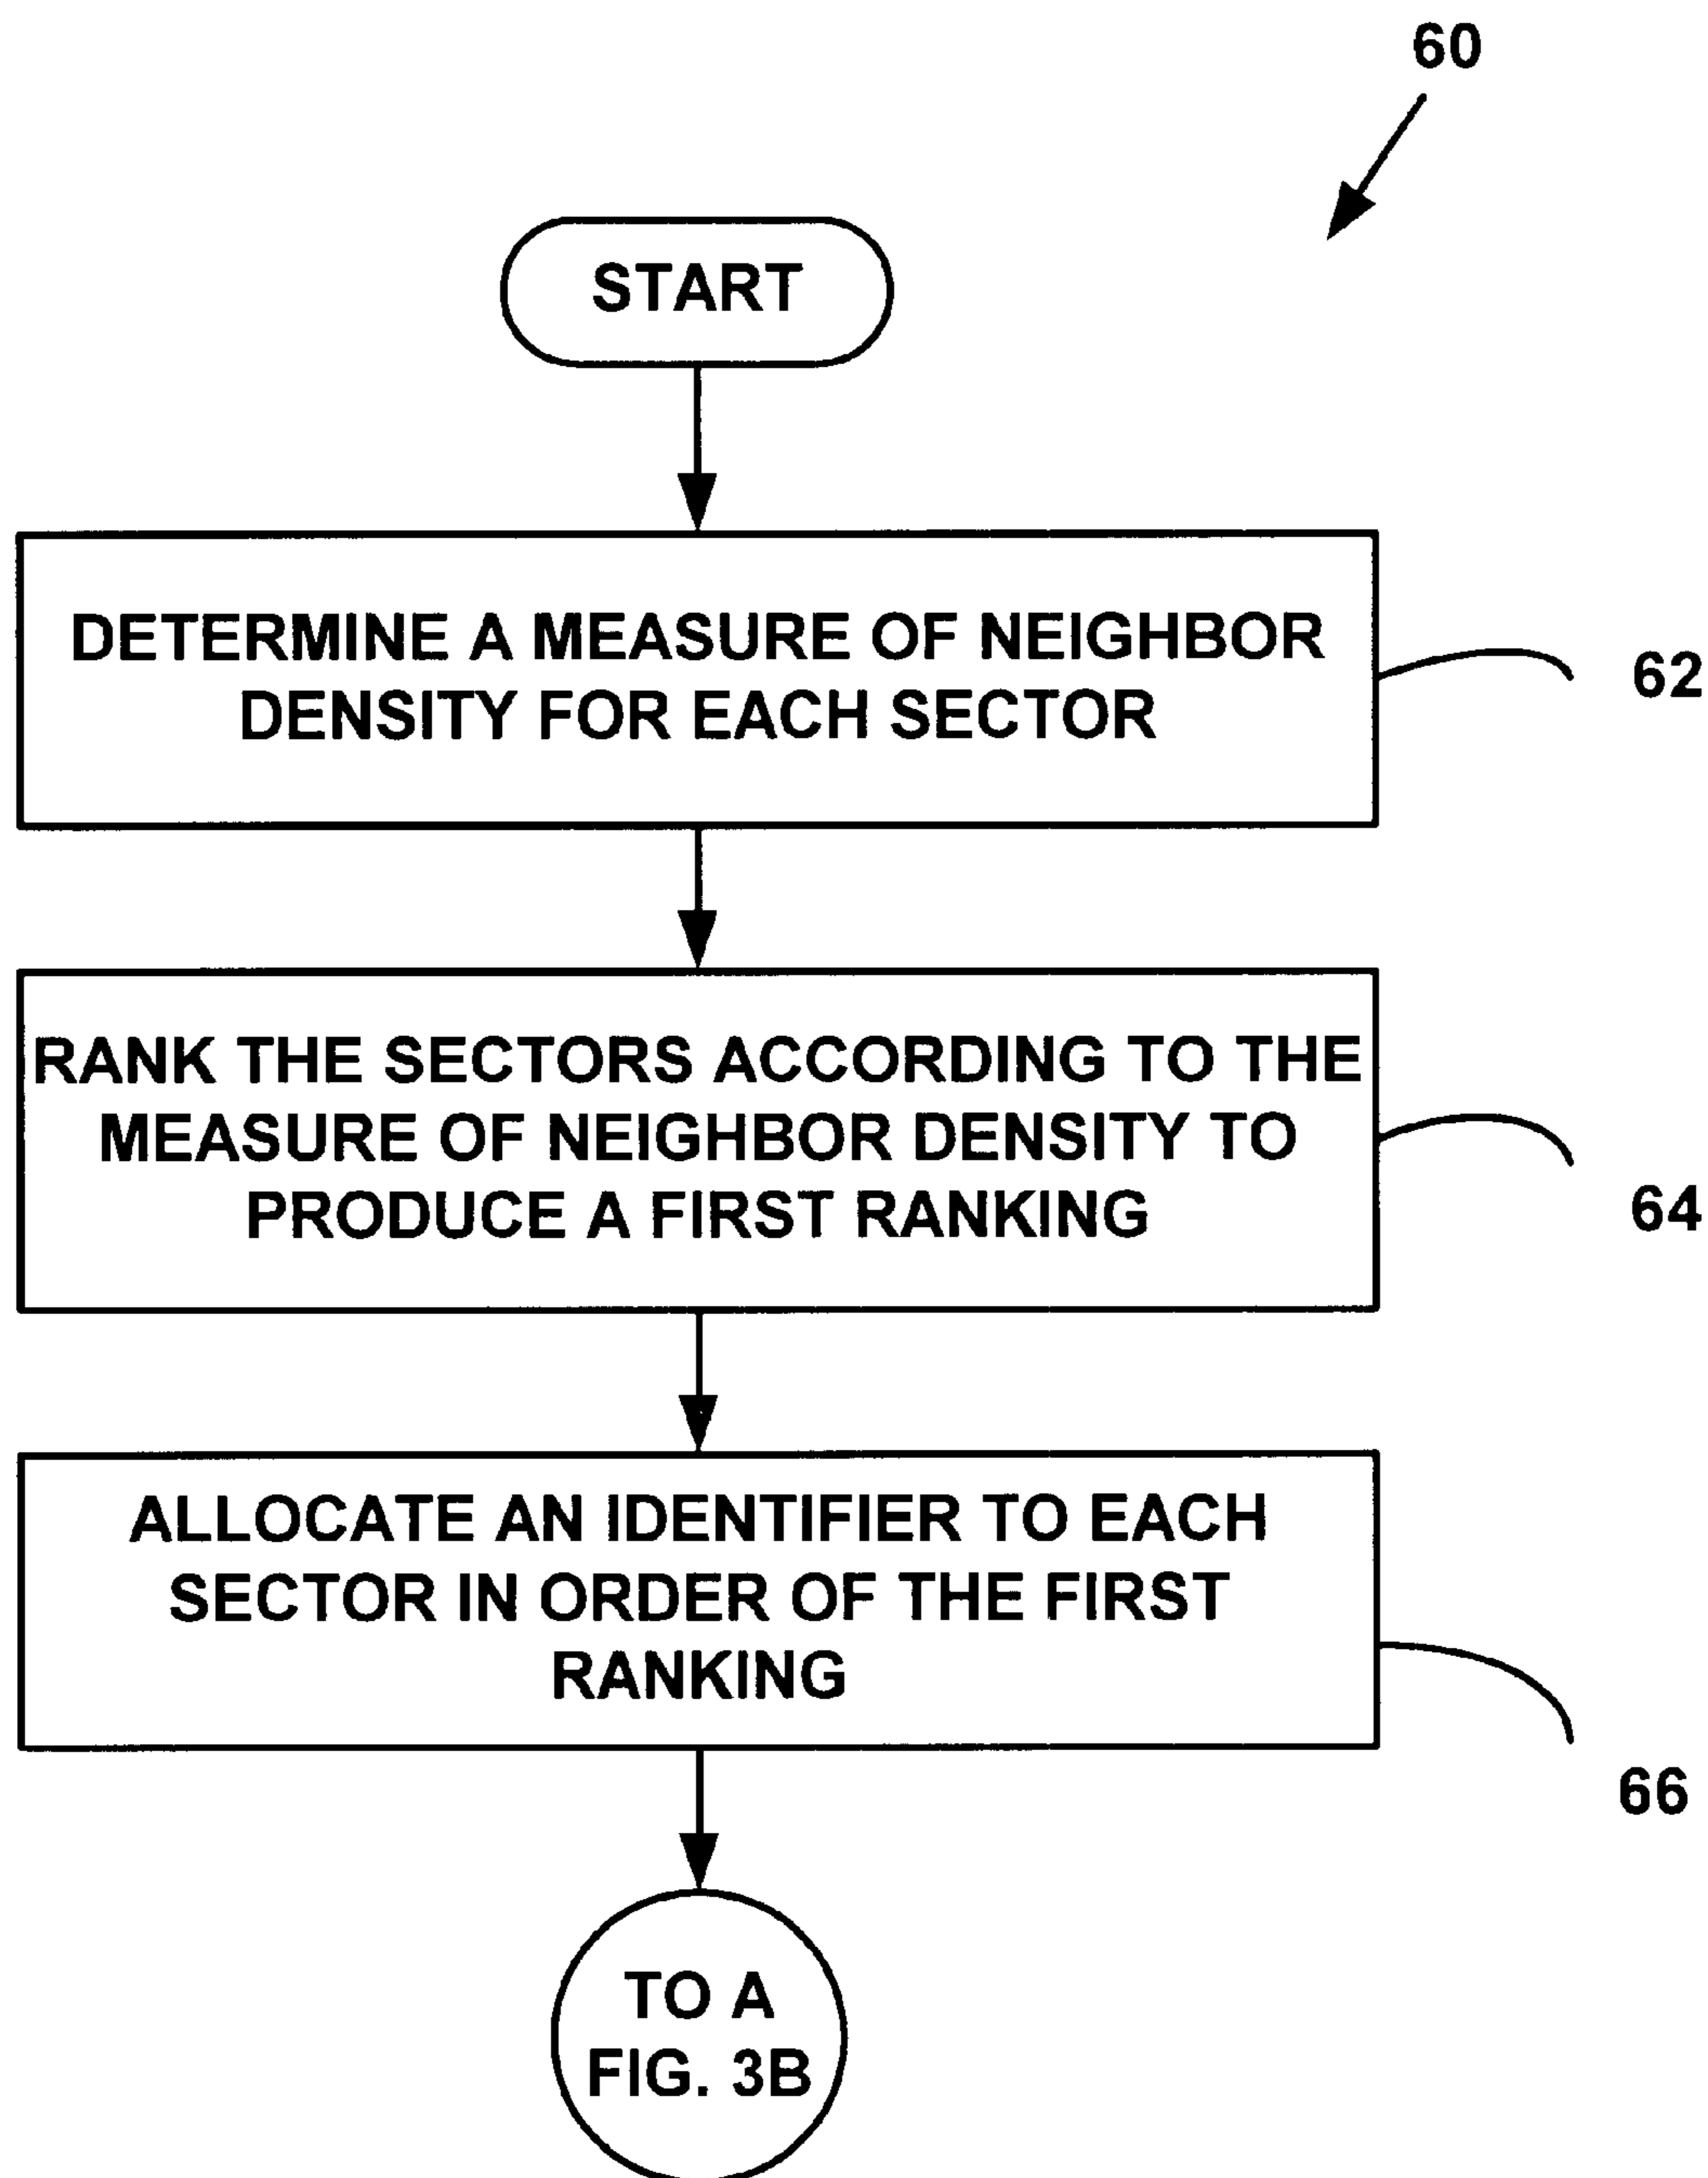 60
START
DETERMINE A MEASURE OF NEIGHBOR
DENSITY FOR EACH SECTOR
62
RANK THE SECTORS ACCORDING TO THE
MEASURE OF NEIGHBOR DENSITY TO
PRODUCE A FIRST RANKING
64
ALLOCATE AN IDENTIFIER TO EACH
SECTOR IN ORDER OF THE FIRST
RANKING
66
TO A
FIG. 3B